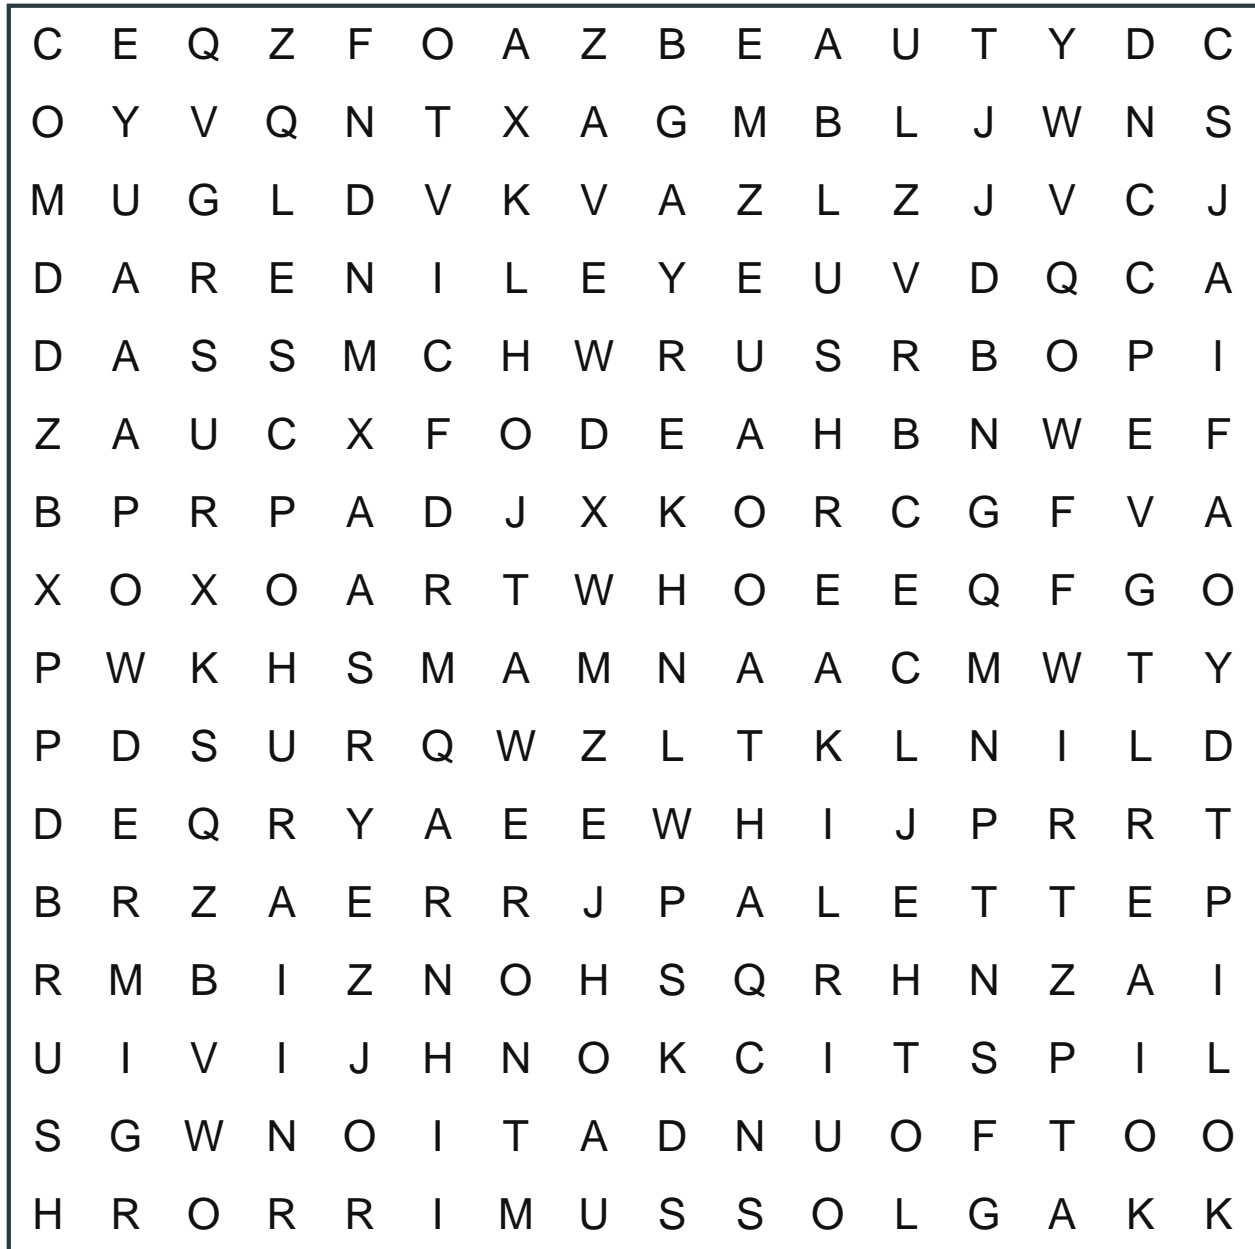 C E Q Z F O A Z B E A U T Y D C
O Y V Q N T X A G M B L J W N S
M U G L D V K V A Z L Z J V C J
D A R E N I L E Y E U V D Q C A
D A S S M C H W R U S R B O P I
Z A U C X F O D E A H B N W E F
B P R P A D J X K O R C G F V A
X O X O A R T W H O E E Q F G O
P W K H S M A M N A A C M W T Y
P D S U R Q W Z L T K L N I L D
D E Q R Y A E E W H I J P R R T
B R Z A E R R J P A L E T T E P
R M B I Z N O H S Q R H N Z A I
U I V I J H N O K C I T S P I L
S G W N O I T A D N U O F T O O
H R O R R I M U S S O L G A K K